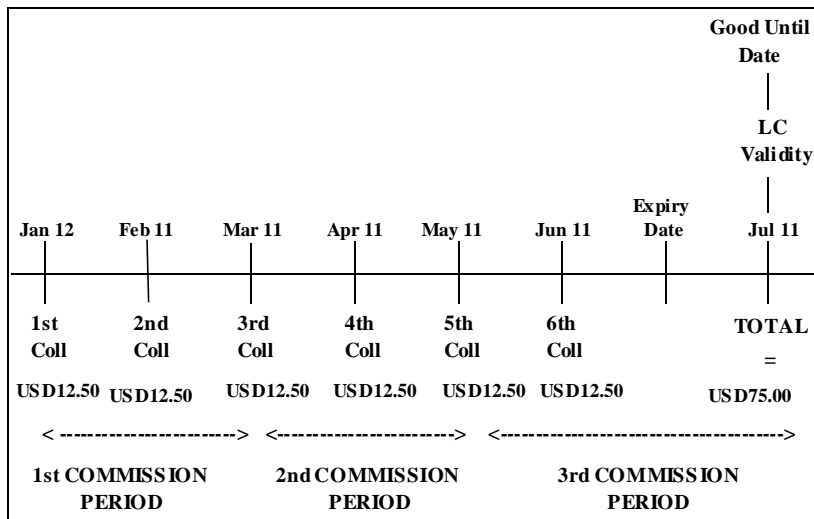 Good Until
Date
LC
Validity
Expiry
Date
Jan 12 Feb 11 Mar 11 Apr 11 May 11 Jun 11 Jul 11
1st 2nd 3rd 4th 5th 6th TOTAL
Coll Coll Coll Coll Coll Coll
=
USD12.50 USD12.50 USD12.50 USD12.50 USD12.50 USD12.50 USD75.00
< -------------------------> <-------------------------> <---------------------------------------->
1st COMMISSION 2nd COMMISSION 3rd COMMISSION
PERIOD PERIOD PERIOD